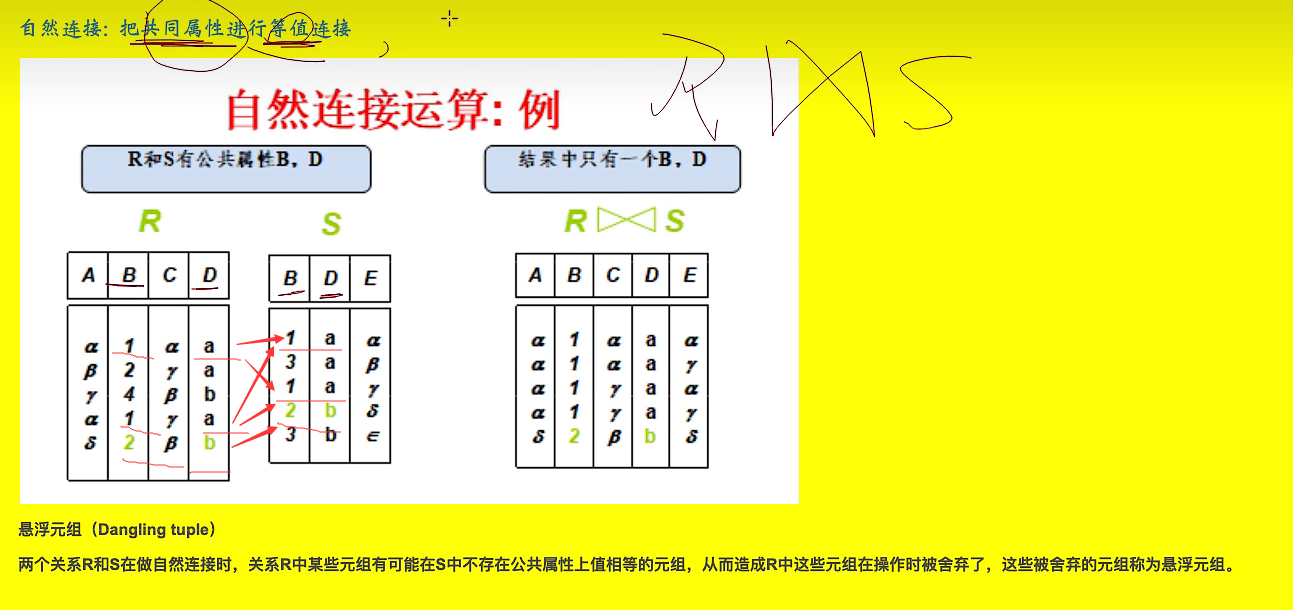 自然连接: 把共同属性进行等值连接
R ⋈ S
自然连接运算: 例
R和S有公共属性B，D
结果中只有一个B，D
R
S
R ⋈ S
A B C D
α 1 α a
β 2 γ a
γ 4 β b
α 1 γ a
δ 2 β b
B D E
1 a α
3 a β
1 a γ
2 b δ
3 b ∈
A B C D E
α 1 α a α
α 1 α a γ
α 1 γ a α
α 1 γ a γ
δ 2 β b δ
悬浮元组（Dangling tuple）
两个关系R和S在做自然连接时，关系R中某些元组有可能在S中不存在公共属性上值相等的元组，从而造成R中这些元组在操作时被舍弃了，这些被舍弃的元组称为悬浮元组。